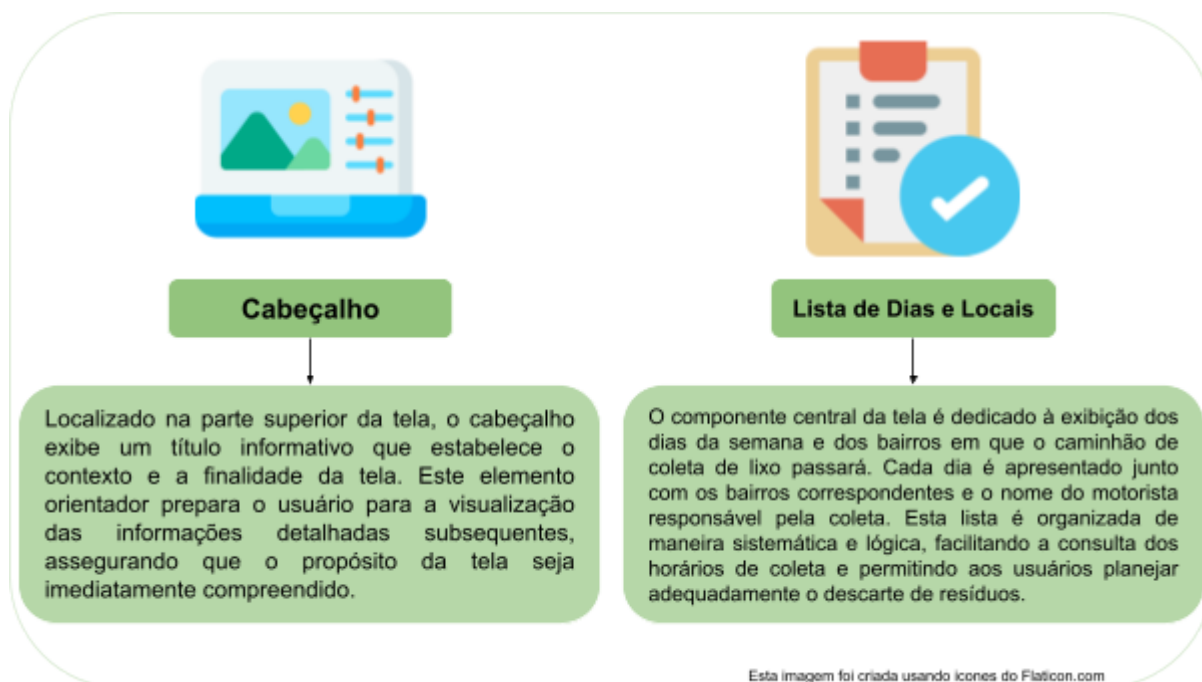 Cabeçalho
Localizado na parte superior da tela, o cabeçalho
exibe um título informativo que estabelece o
contexto e a finalidade da tela. Este elemento
orientador prepara o usuário para a visualização
das informações detalhadas subsequentes,
assegurando que o propósito da tela seja
imediatamente compreendido.
Lista de Dias e Locais
O componente central da tela é dedicado à exibição dos
dias da semana e dos bairros em que o caminhão de
coleta de lixo passará. Cada dia é apresentado junto
com os bairros correspondentes e o nome do motorista
responsável pela coleta. Esta lista é organizada de
maneira sistemática e lógica, facilitando a consulta dos
horários de coleta e permitindo aos usuários planejar
adequadamente o descarte de resíduos.
Esta imagem foi criada usando icones do Flaticon.com